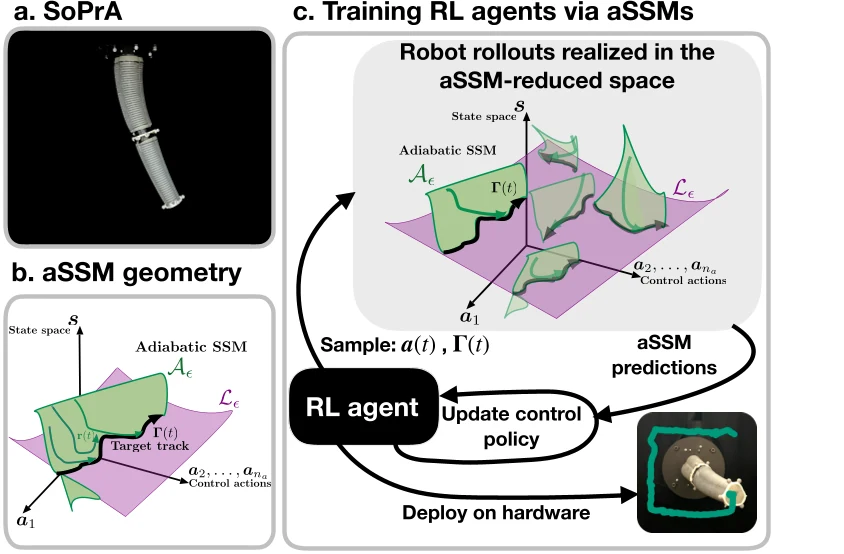 a. SoPrA
b. aSSM geometry
s
State space
Adiabatic SSM
𝒜ϵ
ℒϵ
r(t)
Γ(t)
Target track
a2, . . . , ana
Control actions
a1
c. Training RL agents via aSSMs
Robot rollouts realized in the
aSSM-reduced space
s
State space
Adiabatic SSM
𝒜ϵ
Γ(t)
ℒϵ
a2, . . . , ana
Control actions
a1
Sample: a(t) , Γ(t)
aSSM
predictions
RL agent
Update control
policy
Deploy on hardware